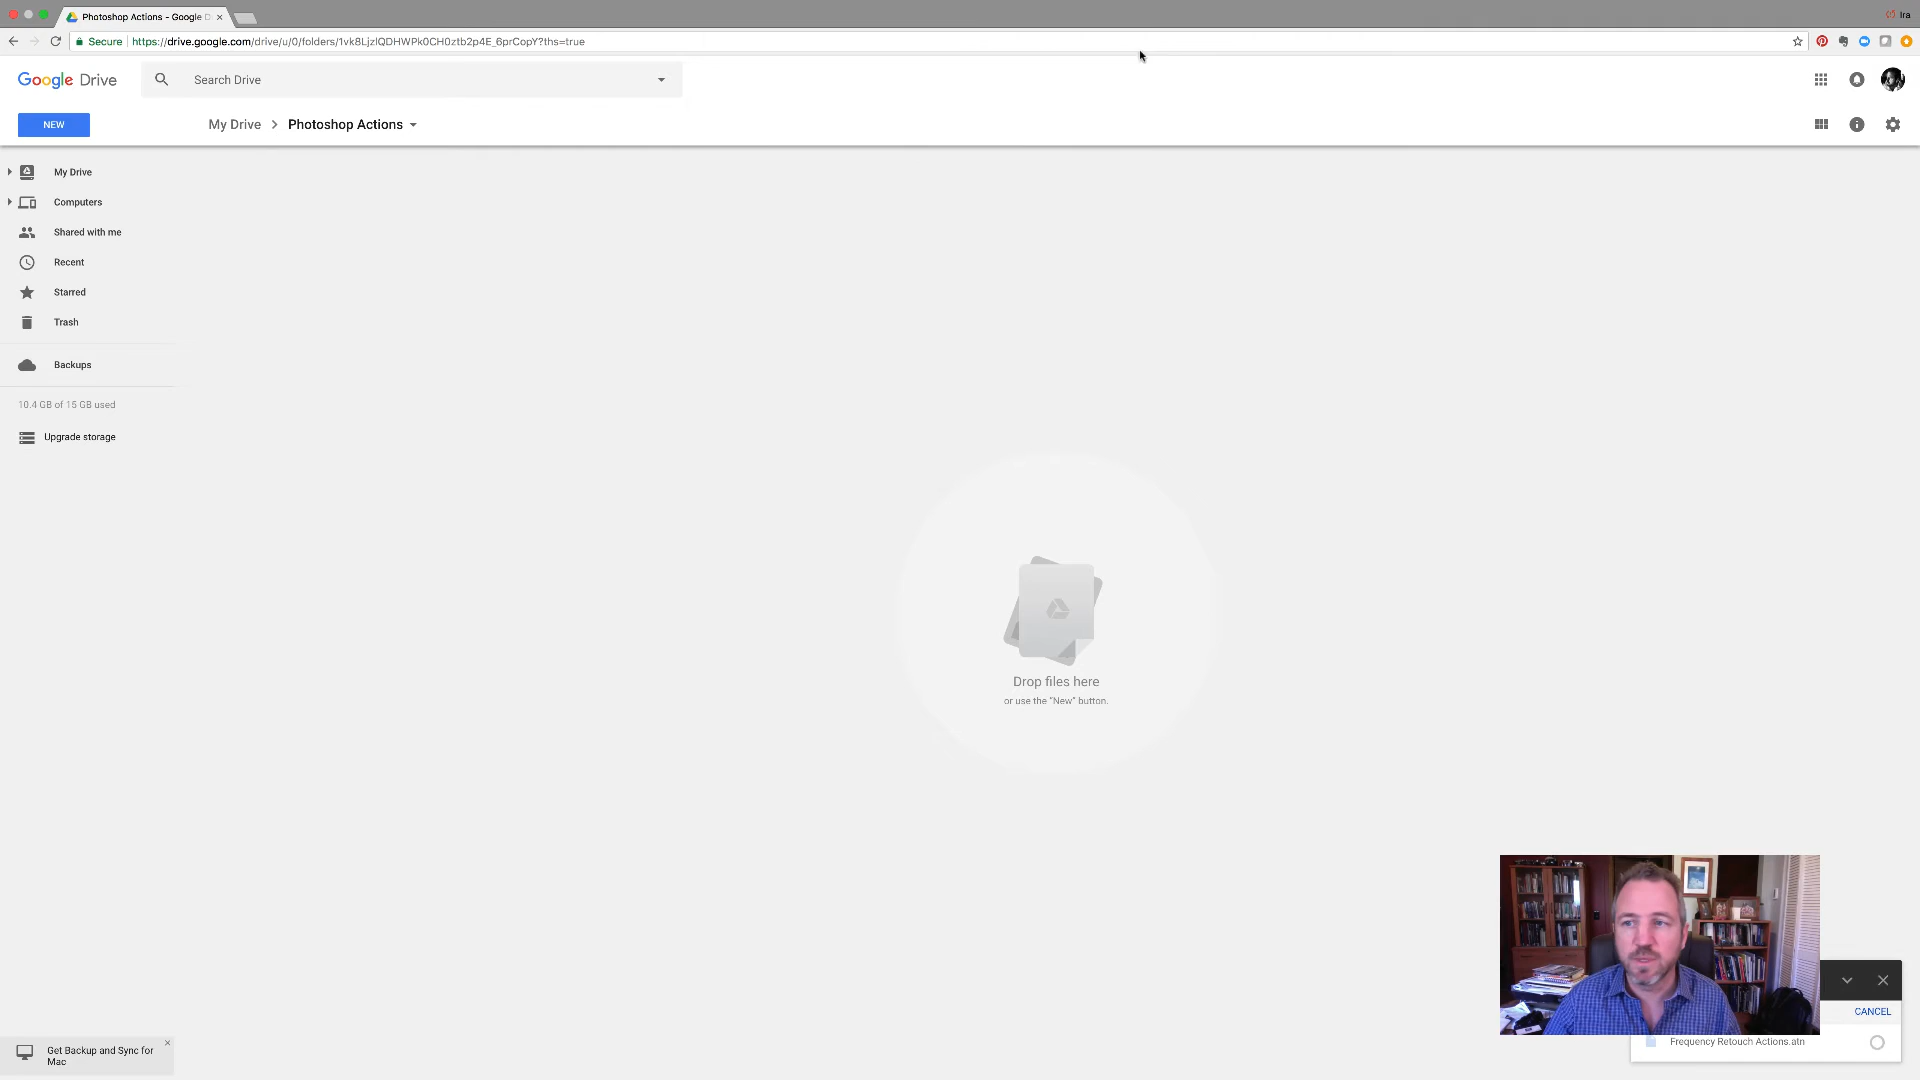 Photoshop Actions - Google D
Ira
Secure
https://drive.google.com/drive/u/0/folders/1vk8LjzlQDHWPk0CH0ztb2p4E_6prCopY?ths=true
Google Drive
Search Drive
NEW
My Drive > Photoshop Actions
My Drive
Computers
Shared with me
Recent
Starred
Trash
Backups
10.4 GB of 15 GB used
Upgrade storage
Drop files here
or use the "New" button.
CANCEL
Frequency Retouch Actions.atn
Get Backup and Sync for
Mac